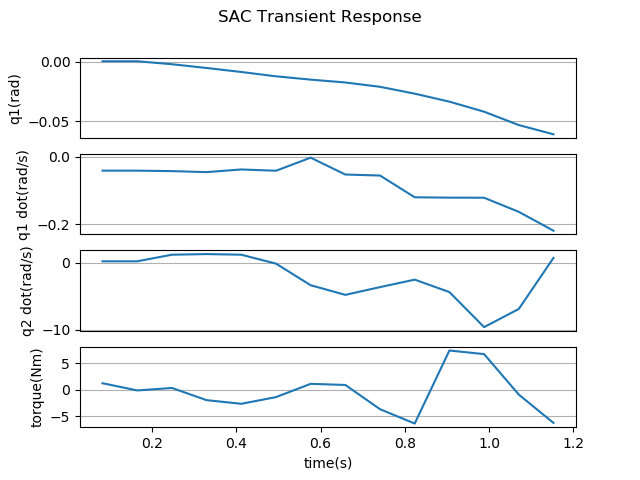 SAC Transient Response
q1(rad)
0.00
−0.05
q1 dot(rad/s)
0.0
−0.2
q2 dot(rad/s)
0
−10
torque(Nm)
5
0
−5
0.2 0.4 0.6 0.8 1.0 1.2
time(s)